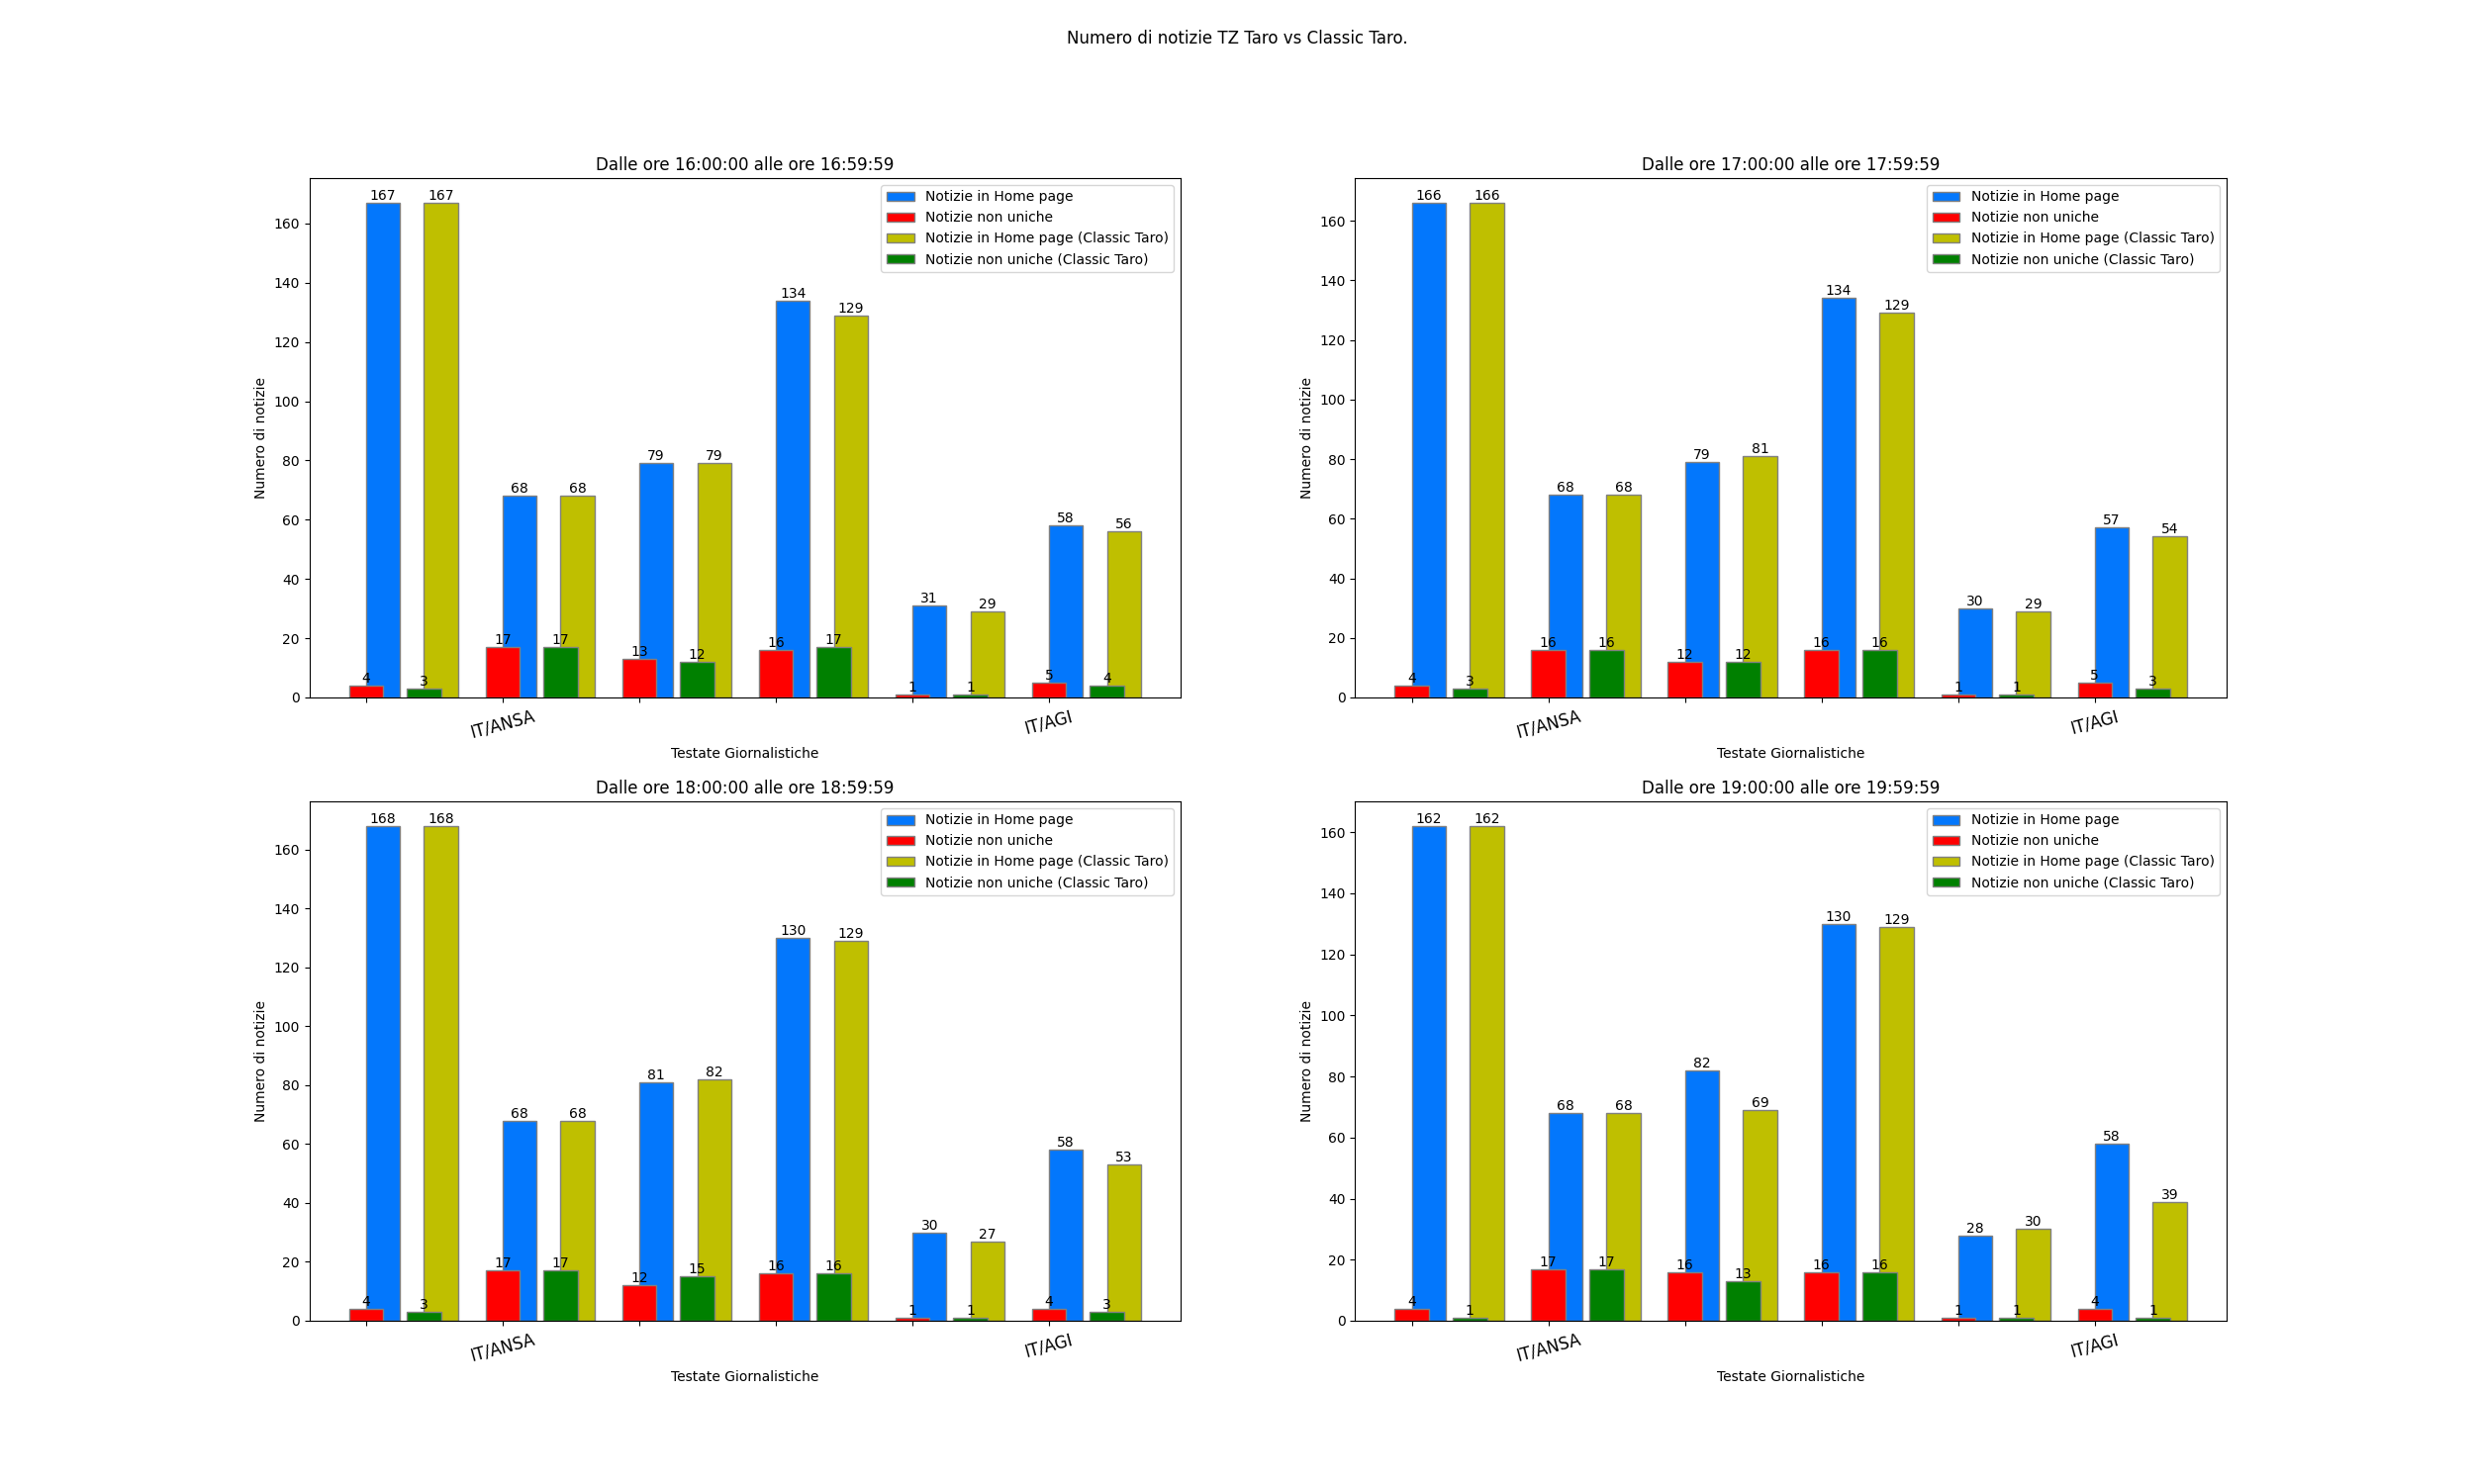 Numero di notizie TZ Taro vs Classic Taro.
Dalle ore 16:00:00 alle ore 16:59:59
Notizie in Home page
Notizie non uniche
Notizie in Home page (Classic Taro)
Notizie non uniche (Classic Taro)
Numero di notizie
160
140
120
100
80
60
40
20
0
167 167
68 68
79 79
134 129
31 29
58 56
4 3
17 17
13 12
16 17
1 1
5 4
IT/ANSA
IT/AGI
Testate Giornalistiche
Dalle ore 17:00:00 alle ore 17:59:59
Notizie in Home page
Notizie non uniche
Notizie in Home page (Classic Taro)
Notizie non uniche (Classic Taro)
Numero di notizie
160
140
120
100
80
60
40
20
0
166 166
68 68
79 81
134 129
30 29
57 54
4 3
16 16
12 12
16 16
1 1
5 3
IT/ANSA
IT/AGI
Testate Giornalistiche
Dalle ore 18:00:00 alle ore 18:59:59
Notizie in Home page
Notizie non uniche
Notizie in Home page (Classic Taro)
Notizie non uniche (Classic Taro)
Numero di notizie
160
140
120
100
80
60
40
20
0
168 168
68 68
81 82
130 129
30 27
58 53
4 3
17 17
12 15
16 16
1 1
4 3
IT/ANSA
IT/AGI
Testate Giornalistiche
Dalle ore 19:00:00 alle ore 19:59:59
Notizie in Home page
Notizie non uniche
Notizie in Home page (Classic Taro)
Notizie non uniche (Classic Taro)
Numero di notizie
160
140
120
100
80
60
40
20
0
162 162
68 68
82 69
130 129
28 30
58 39
4 1
17 17
16 13
16 16
1 1
4 1
IT/ANSA
IT/AGI
Testate Giornalistiche